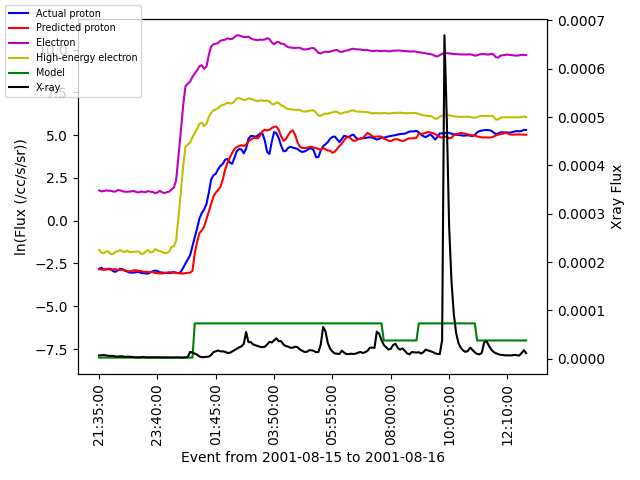 Actual proton
Predicted proton
Electron
High-energy electron
Model
X-ray
10.0
7.5
5.0
2.5
0.0
−2.5
−5.0
−7.5
ln(Flux (/cc/s/sr))
0.0007
0.0006
0.0005
0.0004
0.0003
0.0002
0.0001
0.0000
Xray Flux
21:35:00
23:40:00
01:45:00
03:50:00
05:55:00
08:00:00
10:05:00
12:10:00
Event from 2001-08-15 to 2001-08-16